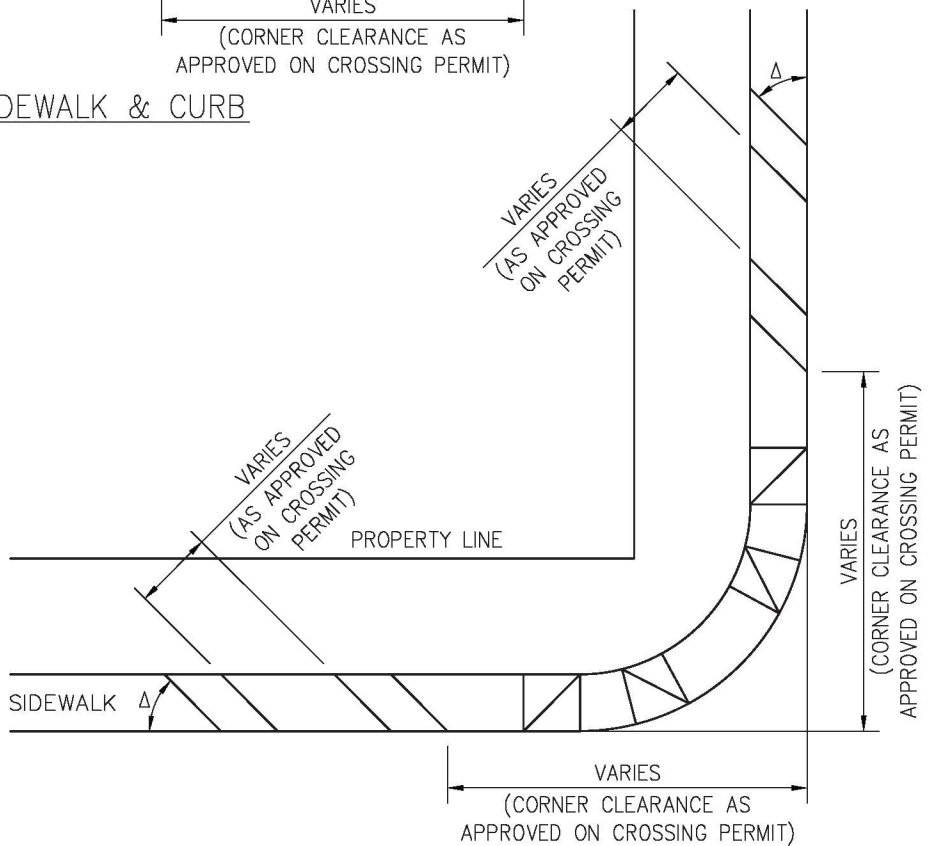 VARIES
(CORNER CLEARANCE AS
APPROVED ON CROSSING PERMIT)
DEWALK & CURB
Δ
VARIES
(AS APPROVED
ON CROSSING
PERMIT)
VARIES
(AS APPROVED
ON CROSSING
PERMIT)
PROPERTY LINE
VARIES
(CORNER CLEARANCE AS
APPROVED ON CROSSING PERMIT)
SIDEWALK
Δ
VARIES
(CORNER CLEARANCE AS
APPROVED ON CROSSING PERMIT)